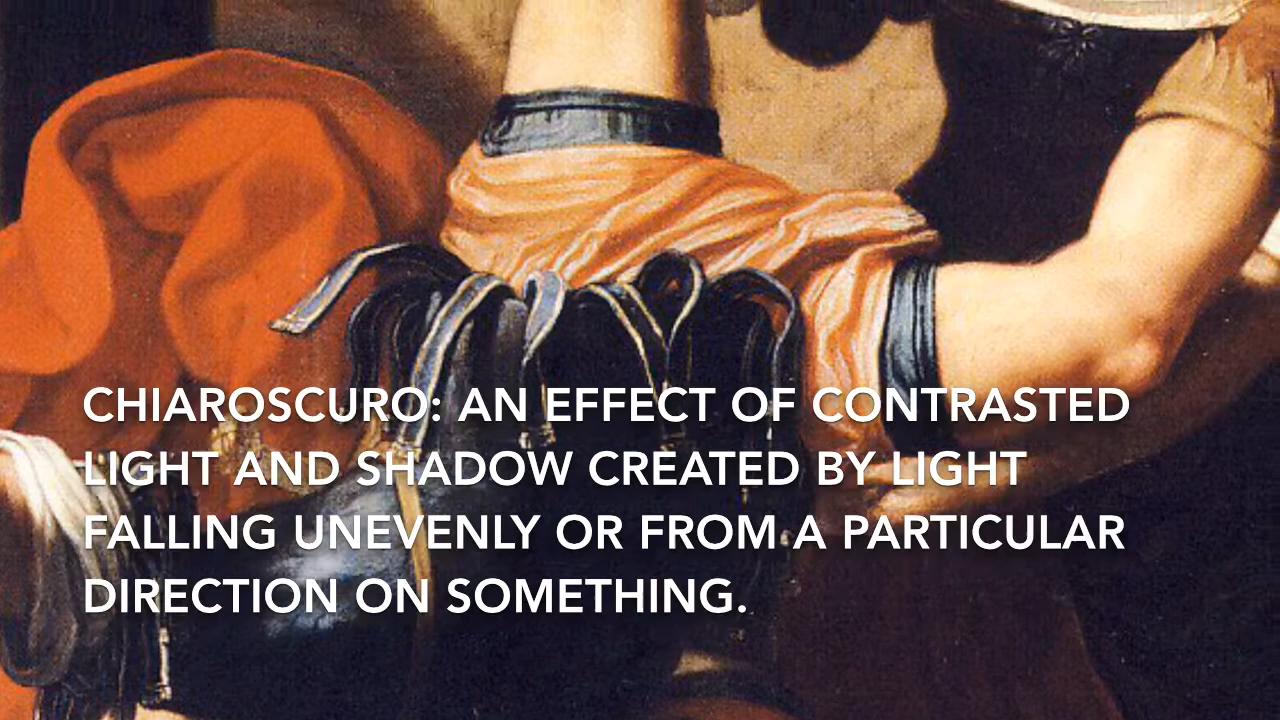 CHIAROSCURO: AN EFFECT OF CONTRASTED
LIGHT AND SHADOW CREATED BY LIGHT
FALLING UNEVENLY OR FROM A PARTICULAR
DIRECTION ON SOMETHING.